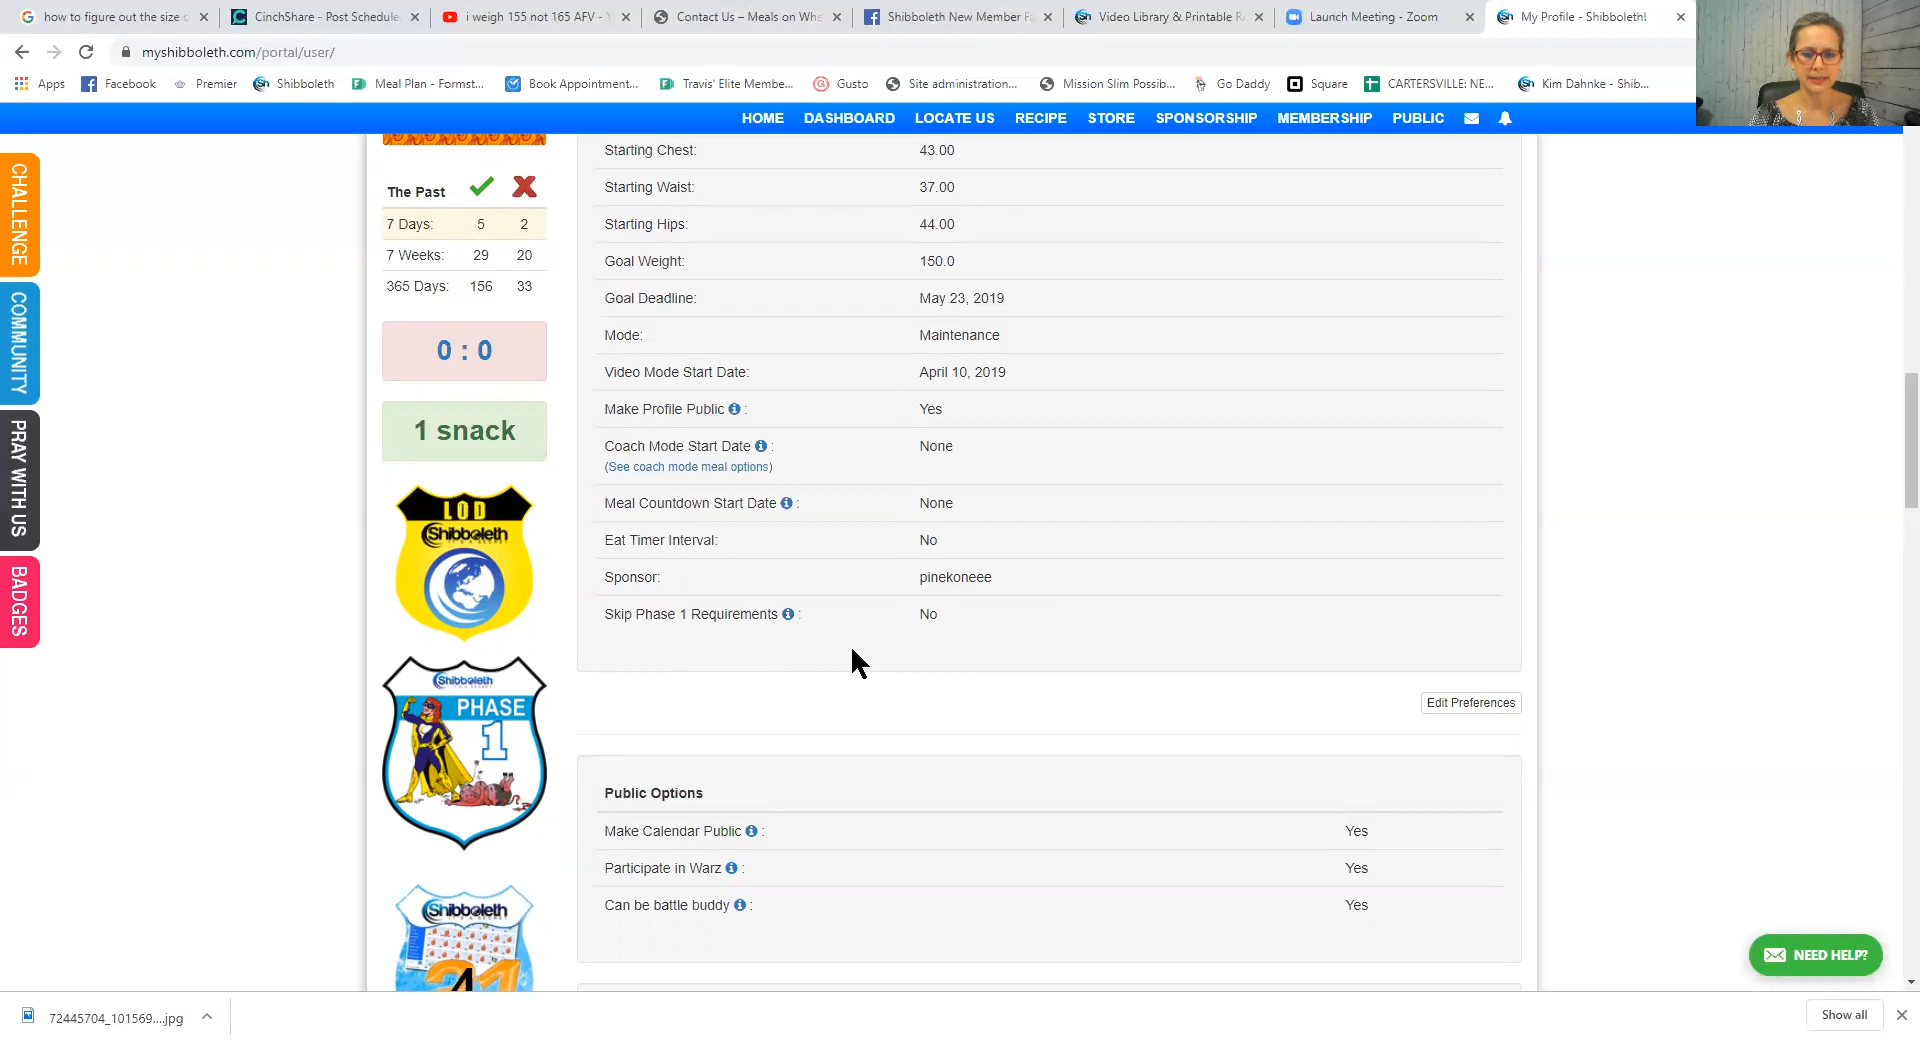 how to figure out the size o
CinchShare - Post Schedule
i weigh 155 not 165 AFV - Y
Contact Us – Meals on Whe
Shibboleth New Member Fa
Video Library & Printable R
Launch Meeting - Zoom
My Profile - Shibboleth!
myshibboleth.com/portal/user/
Apps
Facebook
Premier
Shibboleth
Meal Plan - Formst...
Book Appointment...
Travis' Elite Membe...
Gusto
Site administration...
Mission Slim Possib...
Go Daddy
Square
CARTERSVILLE: NE...
Kim Dahnke - Shib...
HOME
DASHBOARD
LOCATE US
RECIPE
STORE
SPONSORSHIP
MEMBERSHIP
PUBLIC
CHALLENGE
COMMUNITY
PRAY WITH US
BADGES
The Past
7 Days: 5 2
7 Weeks: 29 20
365 Days: 156 33
0 : 0
1 snack
LOD
Shibboleth
IT'S A SECRET
Shibboleth
PHASE
1
Shibboleth
IT'S A SECRET
Starting Chest: 43.00
Starting Waist: 37.00
Starting Hips: 44.00
Goal Weight: 150.0
Goal Deadline: May 23, 2019
Mode: Maintenance
Video Mode Start Date: April 10, 2019
Make Profile Public : Yes
Coach Mode Start Date : None
(See coach mode meal options)
Meal Countdown Start Date : None
Eat Timer Interval: No
Sponsor: pinekoneee
Skip Phase 1 Requirements : No
Edit Preferences
Public Options
Make Calendar Public : Yes
Participate in Warz : Yes
Can be battle buddy : Yes
NEED HELP?
72445704_101569....jpg
Show all